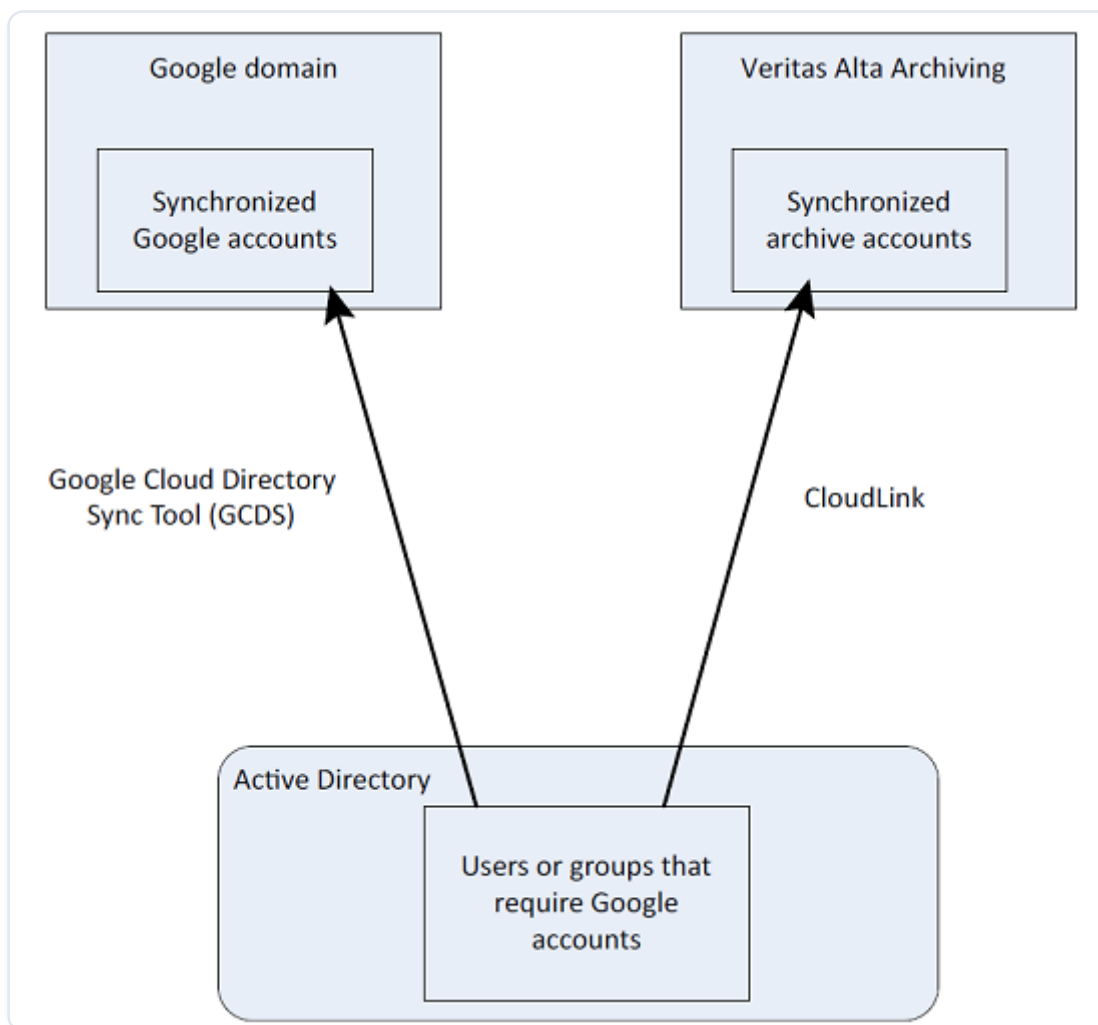 Google domain
Synchronized
Google accounts
Veritas Alta Archiving
Synchronized
archive accounts
Google Cloud Directory
Sync Tool (GCDS)
CloudLink
Active Directory
Users or groups that
require Google
accounts